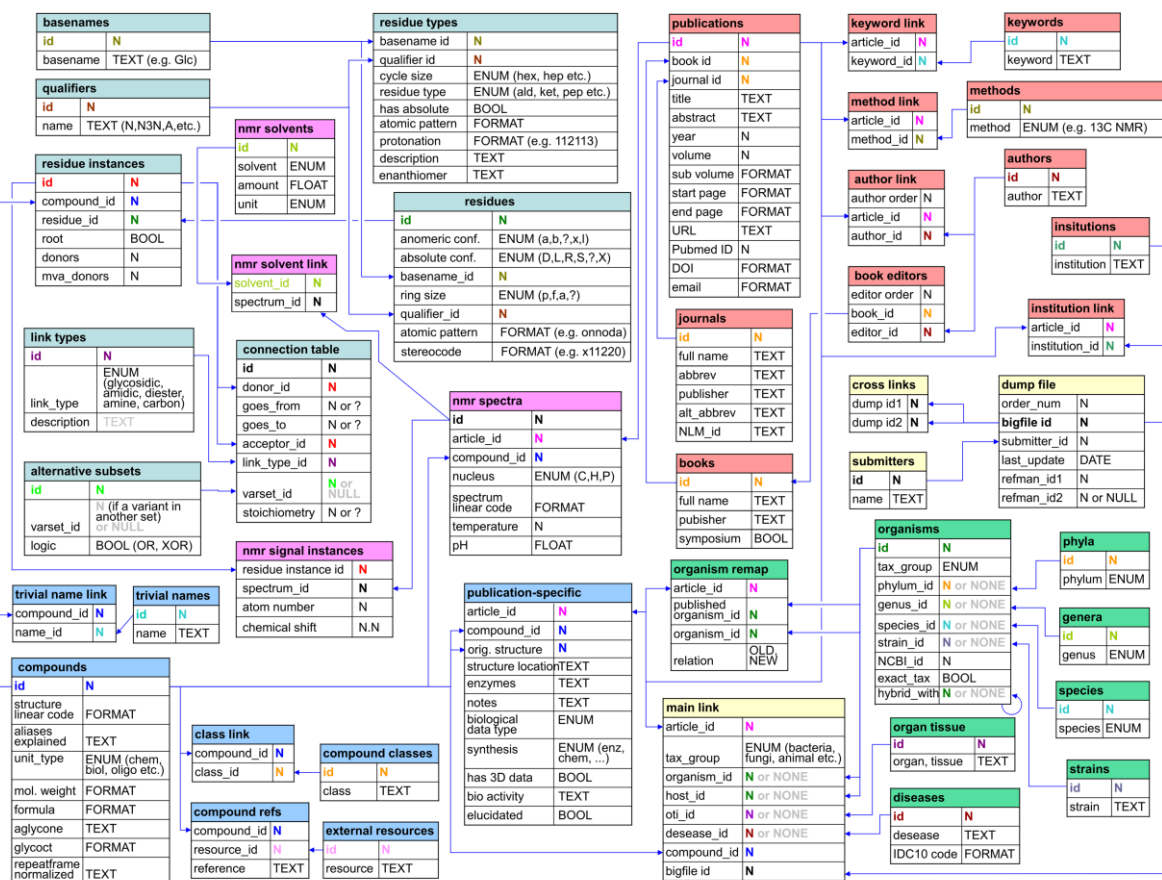 basenames
id N
basename TEXT (e.g. Glc)
qualifiers
id N
name TEXT (N,N3N,A,etc.)
residue instances
id N
compound_id N
residue_id N
root BOOL
donors N
mva_donors N
link types
id N
link_type ENUM
(glycosidic,
amidic, diester,
amine, carbon)
description TEXT
alternative subsets
id N
varset_id N (if a variant in
another set)
or NULL
logic BOOL (OR, XOR)
nmr solvents
id N
solvent ENUM
amount FLOAT
unit ENUM
nmr solvent link
solvent_id N
spectrum_id N
connection table
id N
donor_id N
goes_from N or ?
goes_to N or ?
acceptor_id N
link_type_id N
varset_id N or
NULL
stoichiometry N or ?
nmr signal instances
residue instance id N
spectrum_id N
atom number N
chemical shift N.N
residue types
basename id N
qualifier id N
cycle size ENUM (hex, hep etc.)
residue type ENUM (ald, ket, pep etc.)
has absolute BOOL
atomic pattern FORMAT
protonation FORMAT (e.g. 112113)
description TEXT
enanthiomer TEXT
residues
id N
anomeric conf. ENUM (a,b,?,x,l)
absolute conf. ENUM (D,L,R,S,?,X)
basename_id N
ring size ENUM (p,f,a,?)
qualifier_id N
atomic pattern FORMAT (e.g. onnoda)
stereocode FORMAT (e.g. x11220)
nmr spectra
id N
article_id N
compound_id N
nucleus ENUM (C,H,P)
spectrum
linear code FORMAT
temperature N
pH FLOAT
publications
id N
book id N
journal id N
title TEXT
abstract TEXT
year N
volume N
sub volume FORMAT
start page FORMAT
end page FORMAT
URL TEXT
Pubmed ID N
DOI FORMAT
email FORMAT
journals
id N
full name TEXT
abbrev TEXT
publisher TEXT
alt_abbrev TEXT
NLM_id TEXT
books
id N
full name TEXT
pubisher TEXT
symposium BOOL
keyword link
article_id N
keyword_id N
keywords
id N
keyword TEXT
method link
article_id N
method_id N
methods
id N
method ENUM (e.g. 13C NMR)
author link
author order N
article_id N
author_id N
authors
id N
author TEXT
insitutions
id N
institution TEXT
book editors
editor order N
book_id N
editor_id N
institution link
article_id N
institution_id N
cross links
dump id1 N
dump id2 N
dump file
order_num N
bigfile id N
submitter_id N
last_update DATE
refman_id1 N
refman_id2 N or NULL
submitters
id N
name TEXT
trivial name link
compound_id N
name_id N
trivial names
id N
name TEXT
compounds
id N
structure
linear code FORMAT
aliases
explained TEXT
unit_type ENUM (chem,
biol, oligo etc.)
mol. weight FORMAT
formula FORMAT
aglycone TEXT
glycoct FORMAT
repeatframe
normalized TEXT
class link
compound_id N
class_id N
compound classes
id N
class TEXT
compound refs
compound_id N
resource_id N
reference TEXT
external resources
id N
resource TEXT
publication-specific
article_id N
compound_id N
orig. structure N
structure location TEXT
enzymes TEXT
notes TEXT
biological
data type ENUM
synthesis ENUM (enz,
chem, ...)
has 3D data BOOL
bio activity TEXT
elucidated BOOL
organism remap
article_id N
published
organism_id N
organism_id N
relation OLD,
NEW
main link
article_id N
tax_group ENUM (bacteria,
fungi, animal etc.)
organism_id N or NONE
host_id N or NONE
oti_id N or NONE
desease_id N or NONE
compound_id N
bigfile id N
organisms
id N
tax_group ENUM
phylum_id N or NONE
genus_id N or NONE
species_id N or NONE
strain_id N or NONE
NCBI_id N
exact_tax BOOL
hybrid_with N or NONE
phyla
id N
phylum ENUM
genera
id N
genus ENUM
species
id N
species ENUM
strains
id N
strain TEXT
organ tissue
id N
organ, tissue TEXT
diseases
id N
desease TEXT
IDC10 code FORMAT